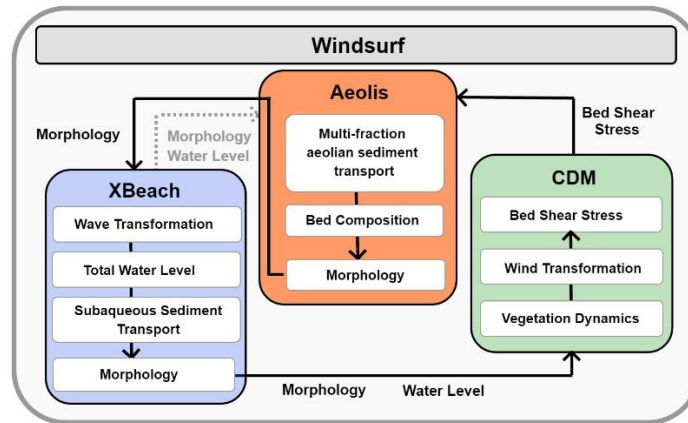 Windsurf
Aeolis
Multi-fraction
aeolian sediment
transport
Bed Composition
Morphology
Morphology
Morphology
Water Level
XBeach
Wave Transformation
Total Water Level
Subaqueous Sediment
Transport
Morphology
Bed Shear
Stress
CDM
Bed Shear Stress
Wind Transformation
Vegetation Dynamics
Morphology
Water Level